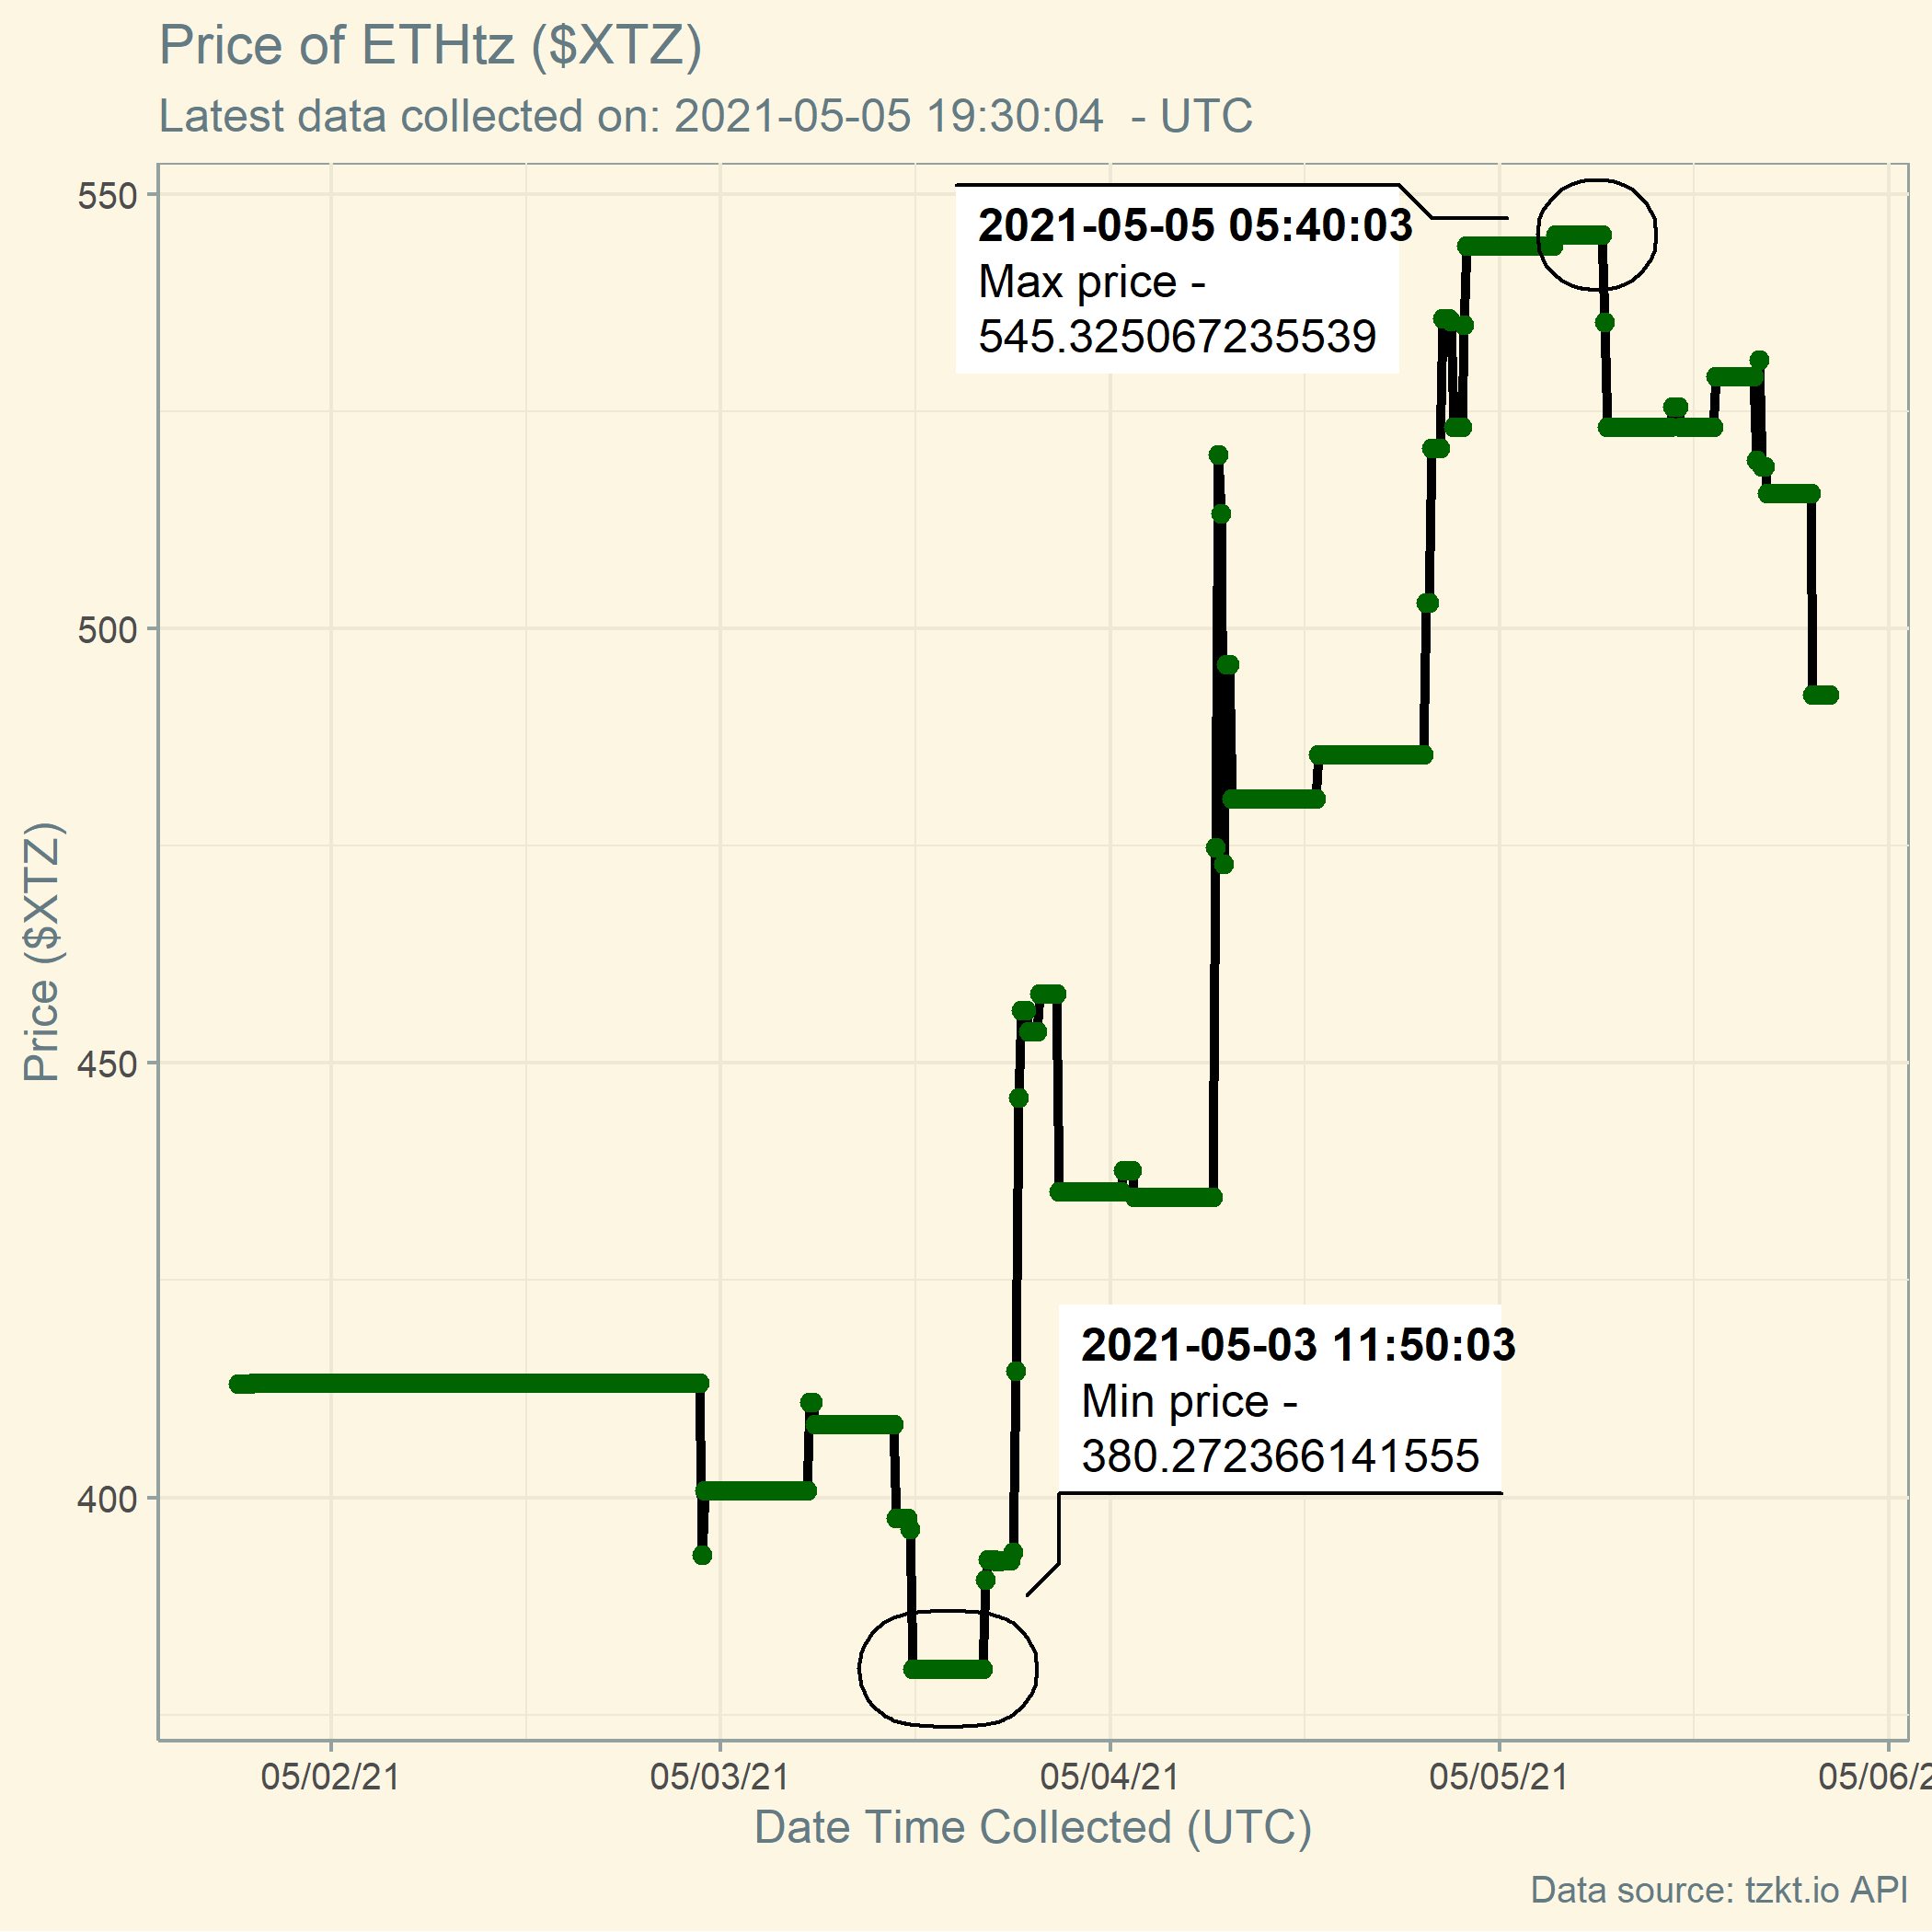 Price of ETHtz ($XTZ)
Latest data collected on: 2021-05-05 19:30:04  - UTC
550
500
450
400
Price ($XTZ)
2021-05-05 05:40:03
Max price -
545.325067235539
2021-05-03 11:50:03
Min price -
380.272366141555
05/02/21
05/03/21
05/04/21
05/05/21
05/06/2
Date Time Collected (UTC)
Data source: tzkt.io API